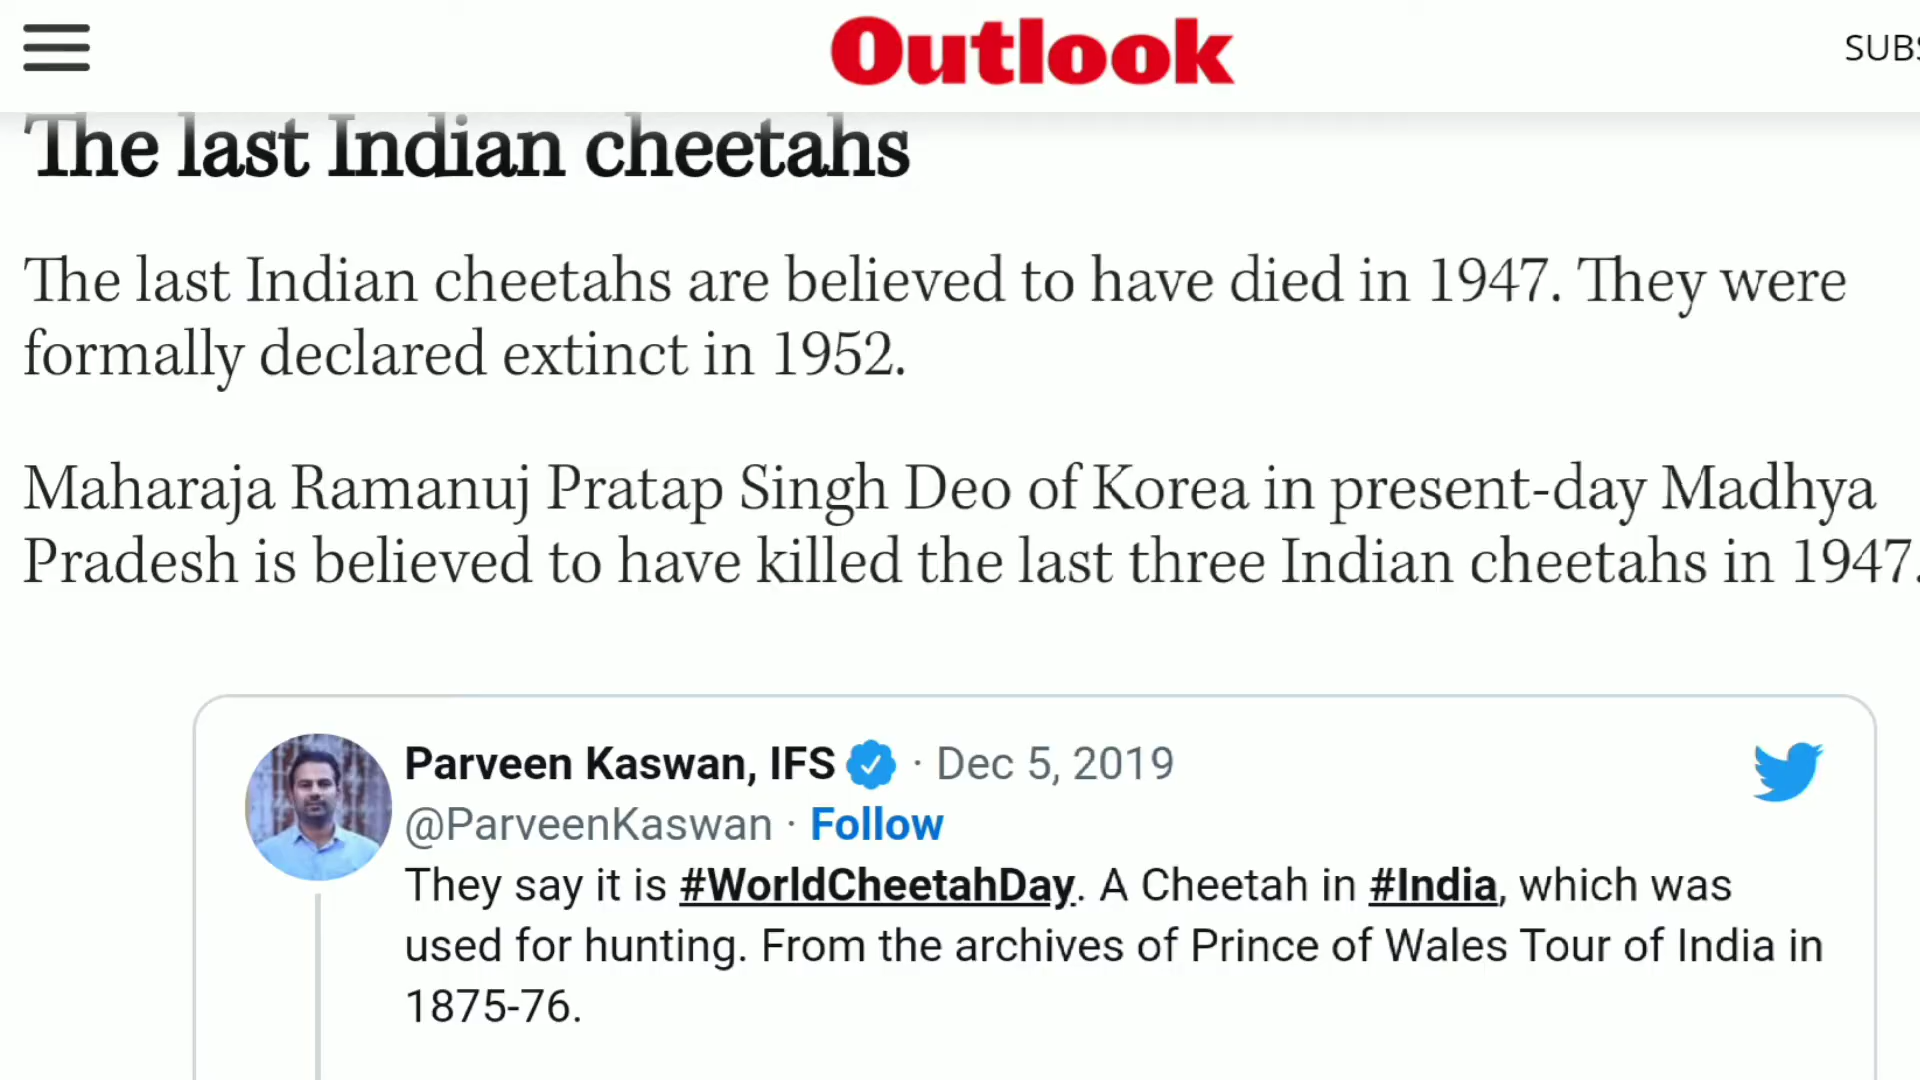 Outlook
SUBS
The last Indian cheetahs
The last Indian cheetahs are believed to have died in 1947. They were
formally declared extinct in 1952.
Maharaja Ramanuj Pratap Singh Deo of Korea in present-day Madhya
Pradesh is believed to have killed the last three Indian cheetahs in 1947.
Parveen Kaswan, IFS · Dec 5, 2019
@ParveenKaswan · Follow
They say it is #WorldCheetahDay. A Cheetah in #India, which was
used for hunting. From the archives of Prince of Wales Tour of India in
1875-76.